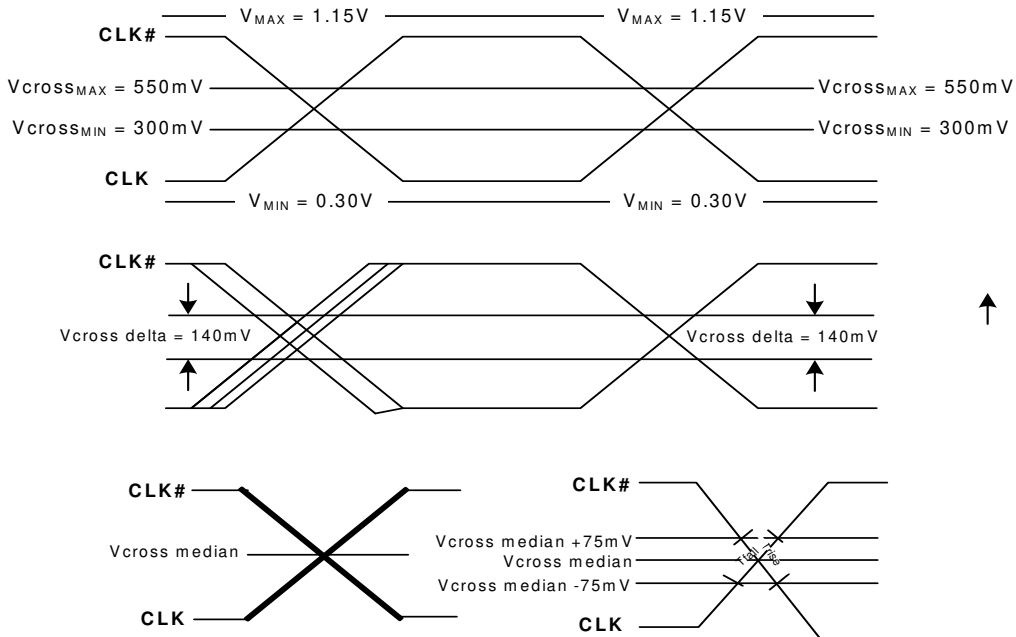 V_MAX = 1.15V V_MAX = 1.15V
CLK#
Vcross_MAX = 550mV Vcross_MAX = 550mV
Vcross_MIN = 300mV Vcross_MIN = 300mV
CLK
V_MIN = 0.30V V_MIN = 0.30V
CLK#
Vcross delta = 140mV Vcross delta = 140mV
CLK#
Vcross median
CLK
CLK#
Vcross median +75mV
Vcross median
Vcross median -75mV
Tfall Trise
CLK